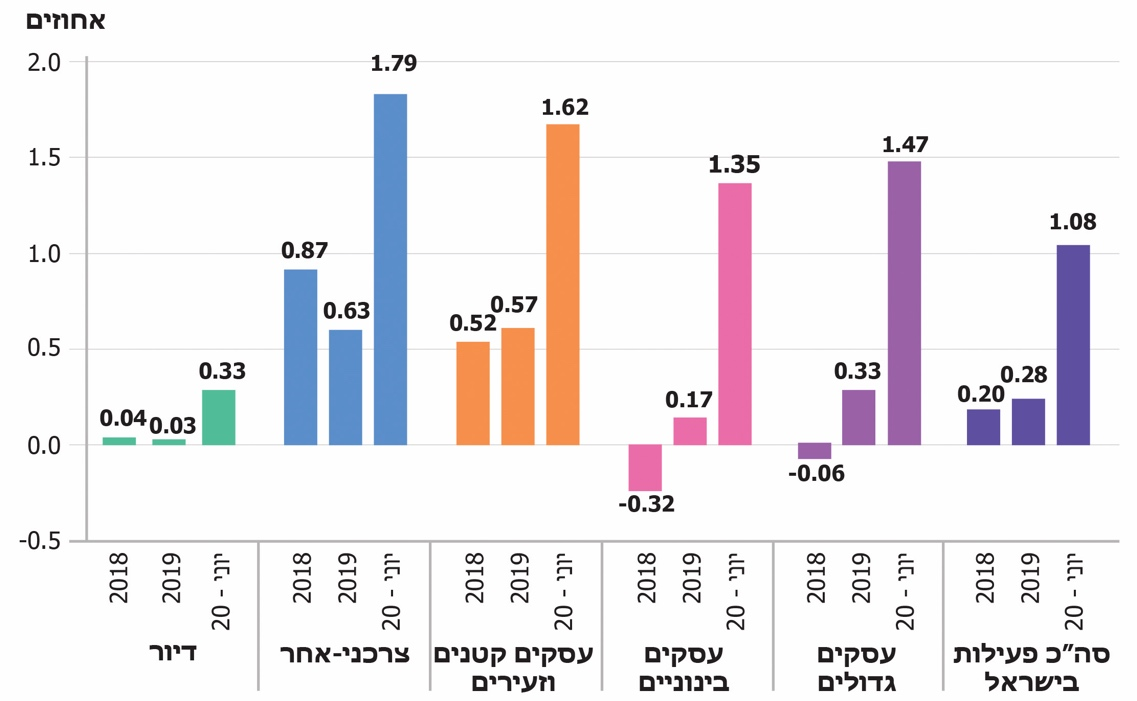 אחוזים
2.0
1.5
1.0
0.5
0.0
-0.5
0.04
0.03
0.33
0.87
0.63
1.79
0.52
0.57
1.62
-0.32
0.17
1.35
-0.06
0.33
1.47
0.20
0.28
1.08
2018
2019
יוני - 20
2018
2019
יוני - 20
2018
2019
יוני - 20
2018
2019
יוני - 20
2018
2019
יוני - 20
2018
2019
יוני - 20
דיור
צרכני-אחר
עסקים קטנים
וזעירים
עסקים
בינוניים
עסקים
גדולים
סה"כ פעילות
בישראל